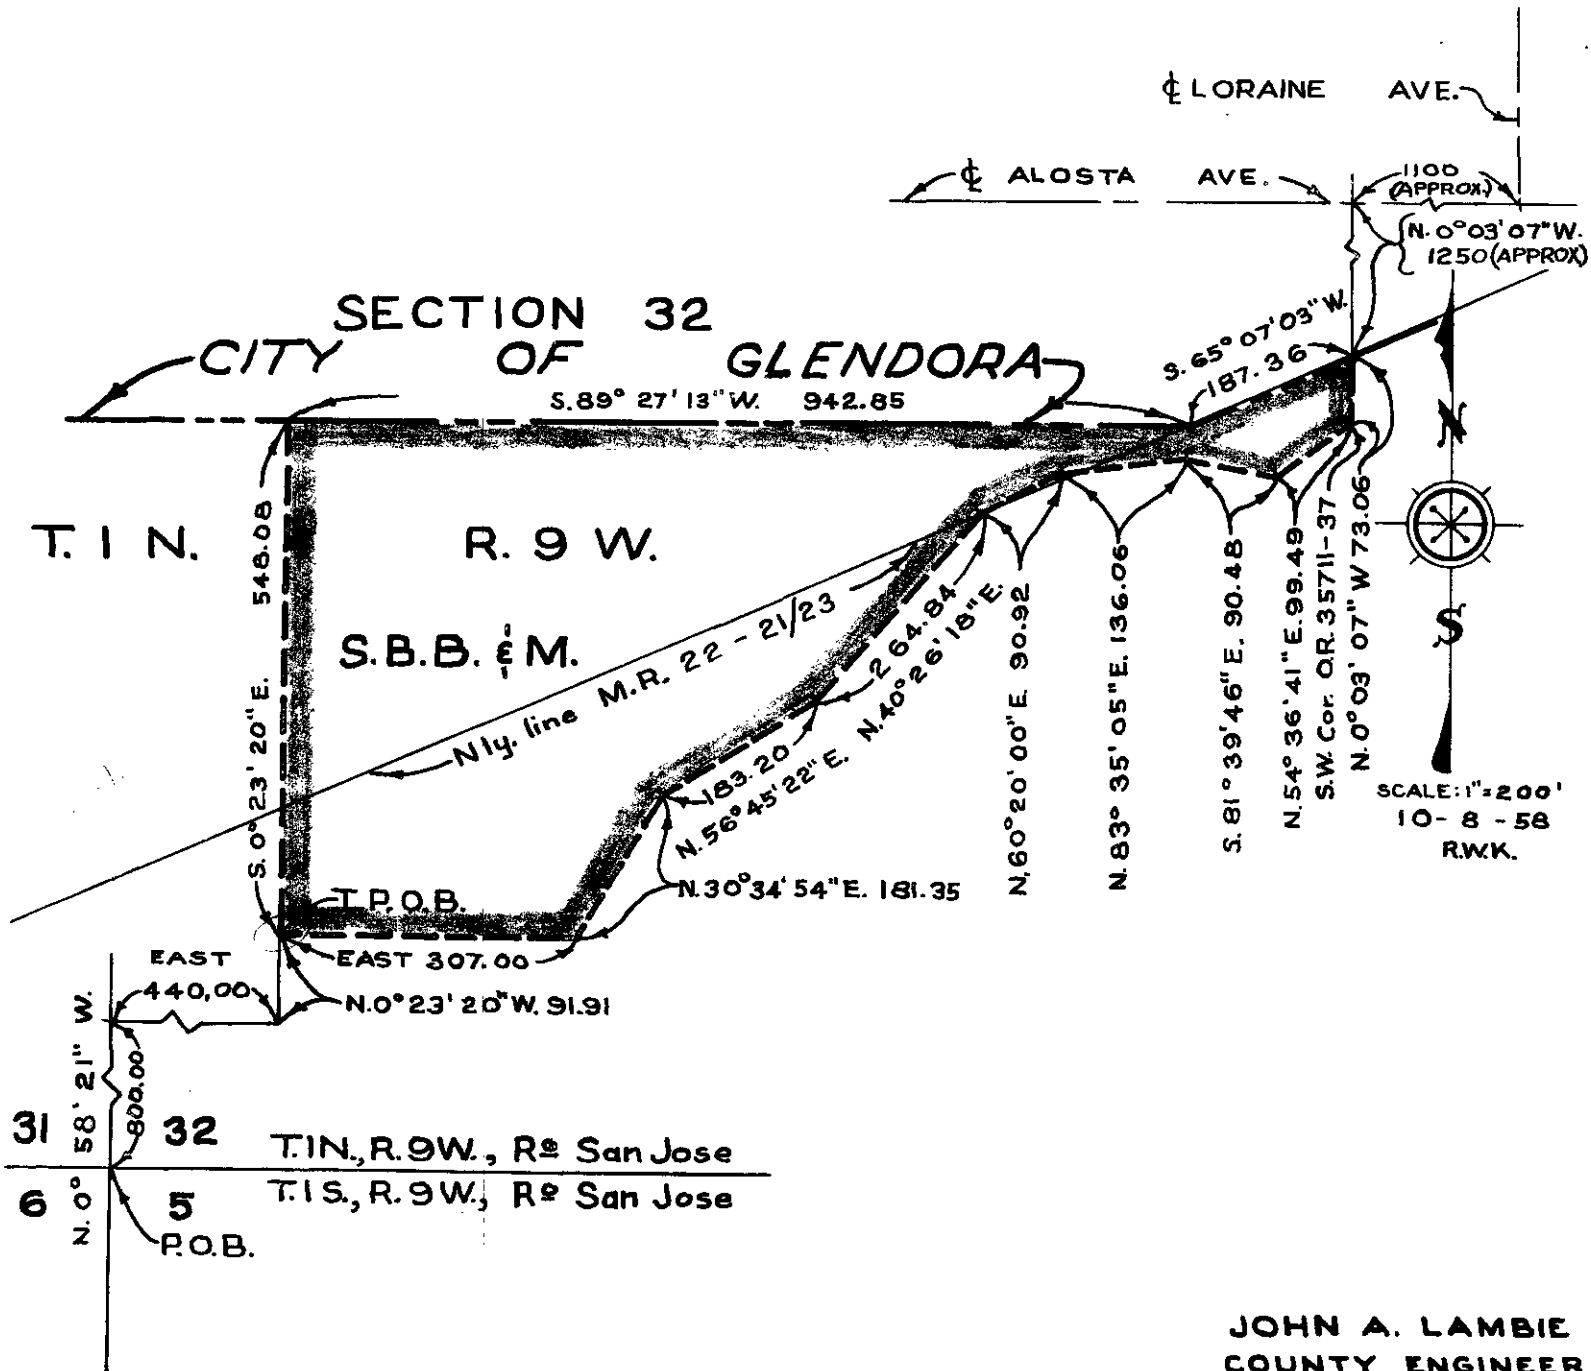 ℄ LORAINE AVE.
℄ ALOSTA AVE.
1100
(APPROX.)
N. 0° 03' 07" W.
1250 (APPROX)
SECTION 32
CITY OF GLENDORA
S. 65° 07' 03" W.
187.36
S. 89° 27' 13" W. 942.85
N
T. 1 N.
R. 9 W.
S.B.B. & M.
548.08
S. 0° 23' 20" E.
Nly. line M.R. 22 - 21/23
264.84
N. 40° 26' 18" E.
183.20
N. 56° 45' 22" E.
N. 60° 20' 00" E. 90.92
N. 83° 35' 05" E. 136.06
S. 81° 39' 46" E. 90.48
N. 54° 36' 41" E. 99.49
S.W. Cor. O.R. 35711-37
N. 0° 03' 07" W 73.06
S
SCALE: 1" = 200'
10 - 8 - 58
R.W.K.
N. 30° 34' 54" E. 181.35
T.P.O.B.
EAST 307.00
N. 0° 23' 20" W. 91.91
EAST
440.00
N. 0° 58' 21" W.
800.00
31 32
T.1N., R.9W., Rº San Jose
T.1S., R.9W., Rº San Jose
6 5
P.O.B.
JOHN A. LAMBIE
COUNTY ENGINEER